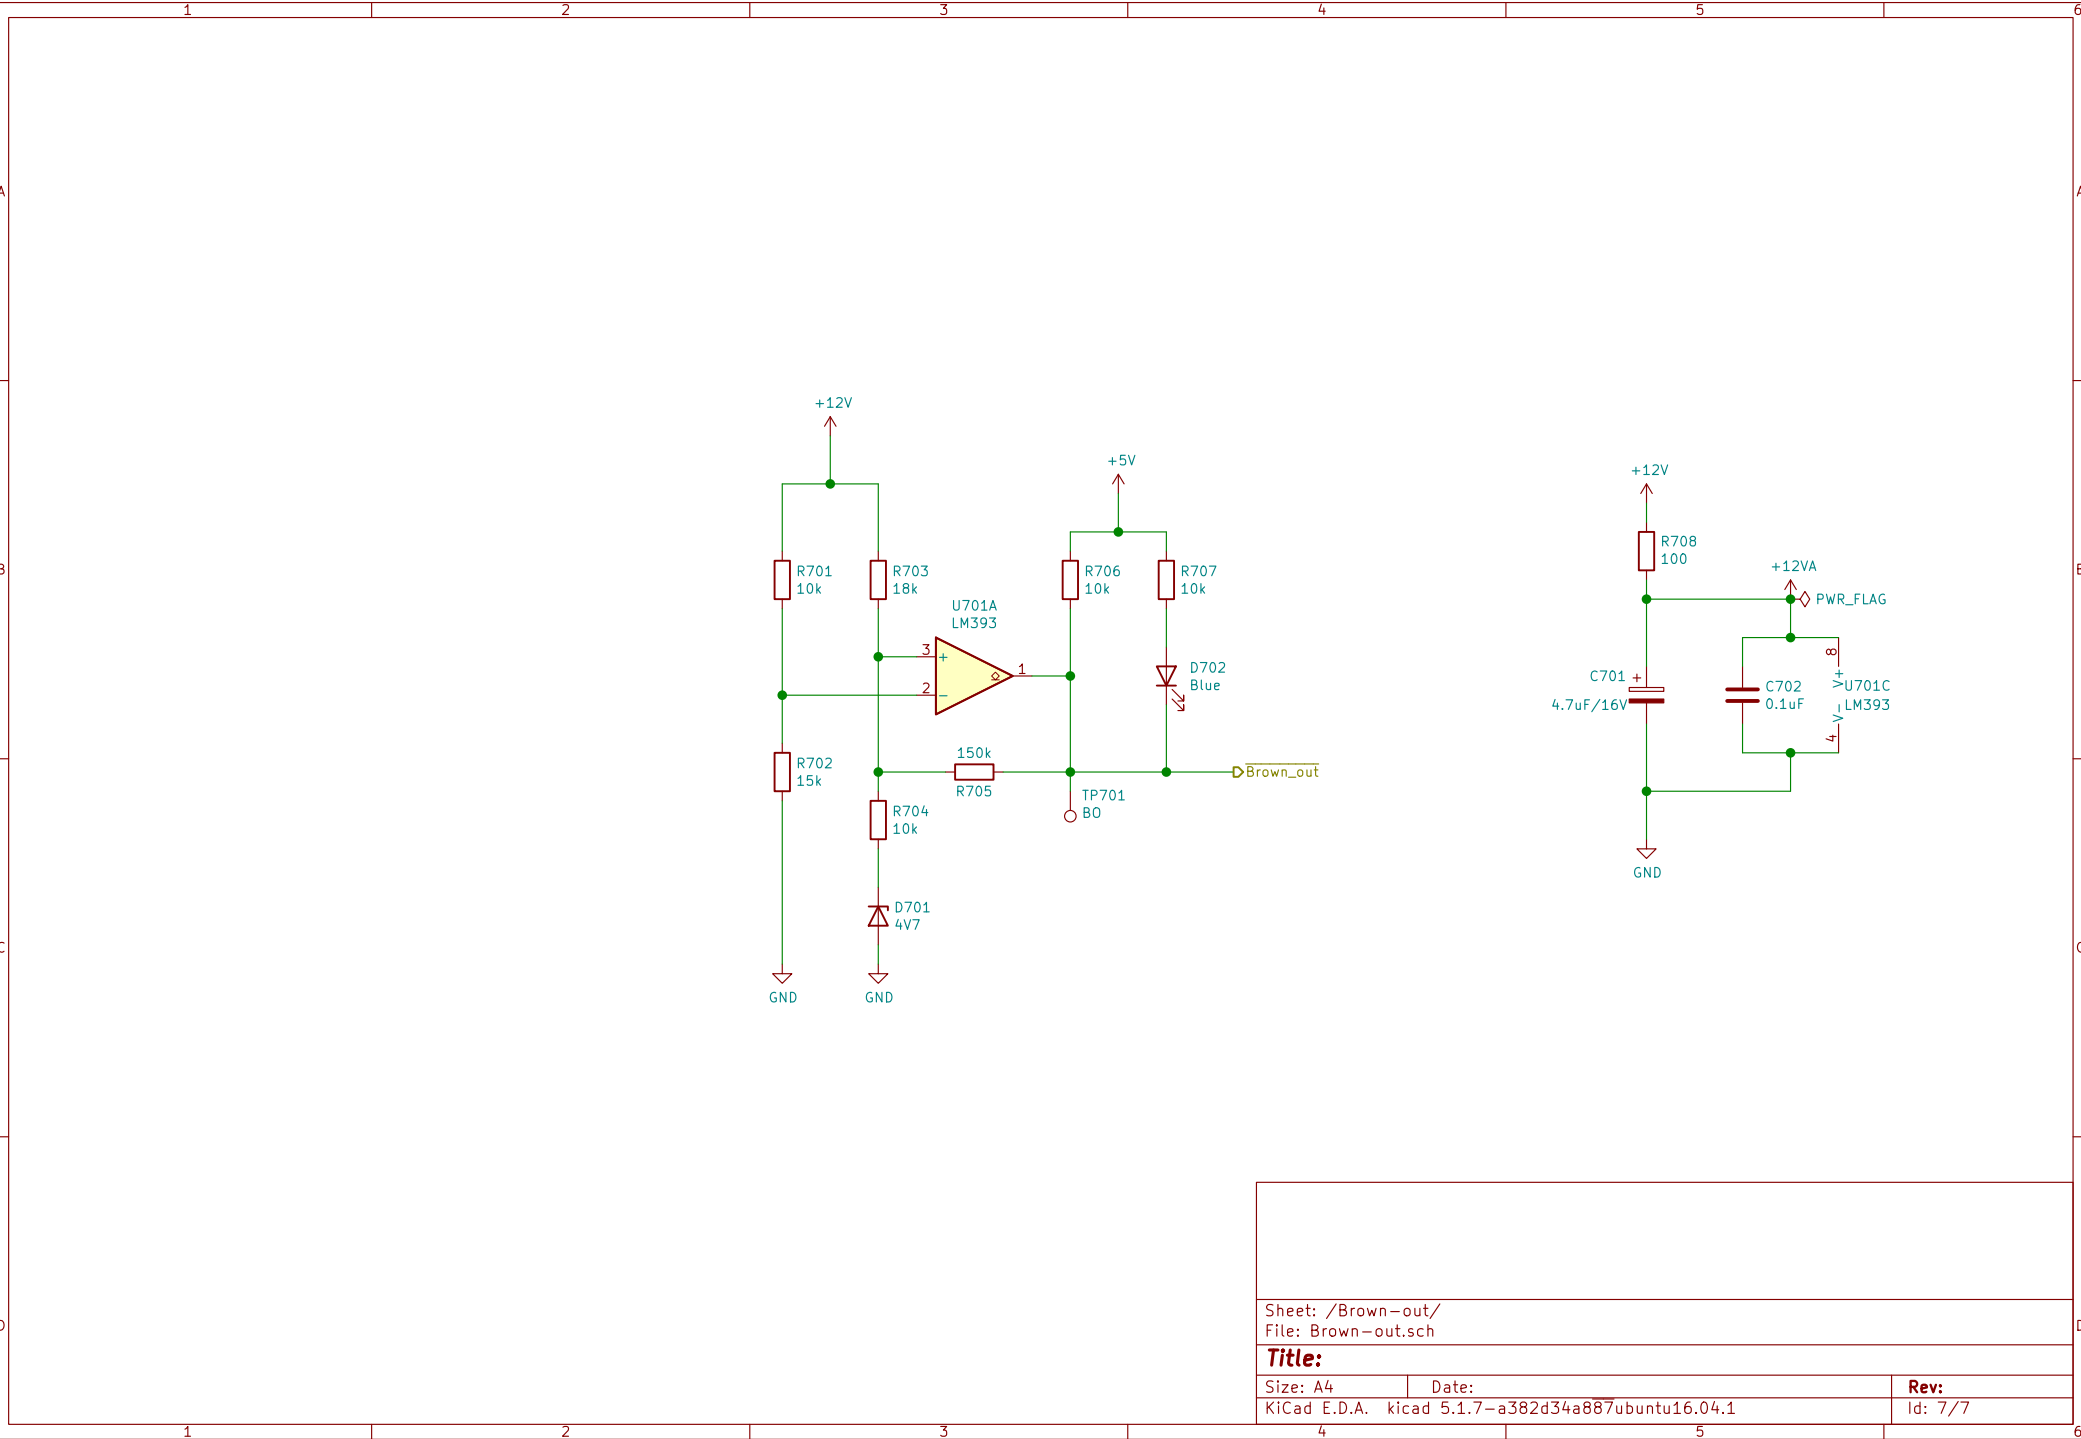 1 2 3 4 5 6
A A
+12V
+5V
+12V
R701
10k
R703
18k
R706
10k
R707
10k
R708
100
B B
+12VA
PWR_FLAG
U701A
LM393
3
+
1
2
−
D702
Blue
C701
+
4.7uF/16V
C702
0.1uF
8
V+
V-
4
U701C
LM393
150k
R705
R702
15k
Brown_out
TP701
BO
R704
10k
GND
D701
4V7
C C
GND
GND
D D
Sheet: /Brown-out/
File: Brown-out.sch
Title:
Size: A4
Date:
Rev:
KiCad E.D.A. kicad 5.1.7-a382d34a887ubuntu16.04.1
Id: 7/7
1 2 3 4 5 6